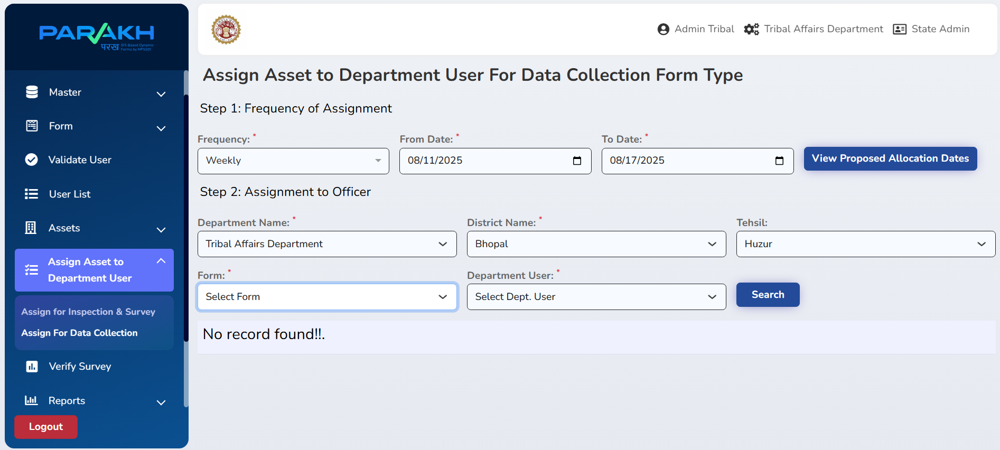 PARAKH
परख GIS Based Dynamic
Forms by MPSSDI
Master
Form
Validate User
User List
Assets
Assign Asset to
Department User
Assign for Inspection & Survey
Assign For Data Collection
Verify Survey
Reports
Logout
Admin Tribal Tribal Affairs Department State Admin
Assign Asset to Department User For Data Collection Form Type
Step 1: Frequency of Assignment
Frequency: * From Date: * To Date: *
Weekly 08/11/2025 08/17/2025 View Proposed Allocation Dates
Step 2: Assignment to Officer
Department Name: * District Name: * Tehsil:
Tribal Affairs Department Bhopal Huzur
Form: * Department User: *
Select Form Select Dept. User Search
No record found!!.